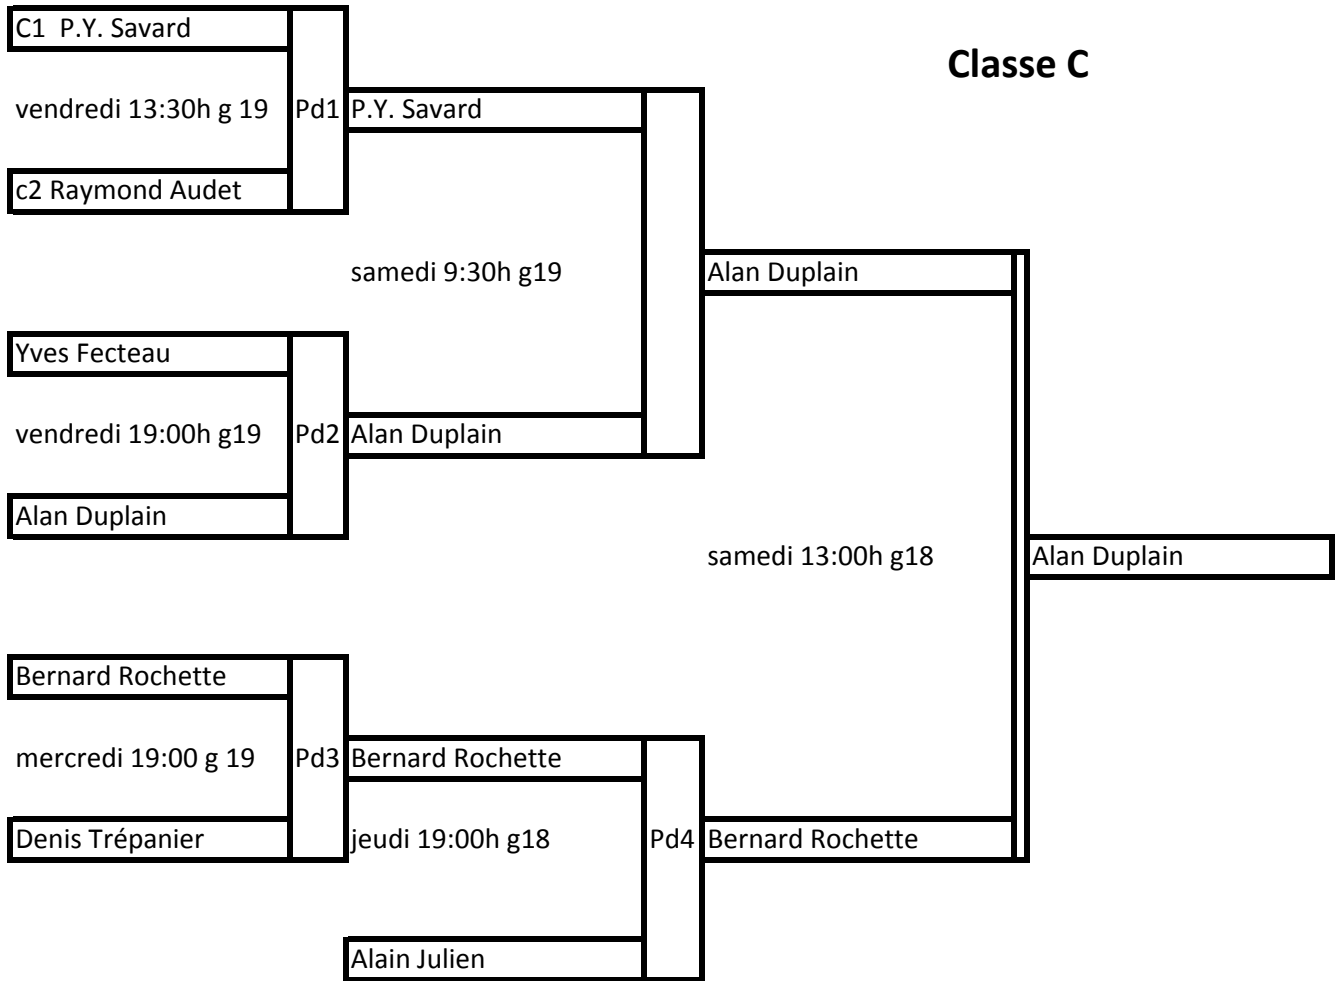 C1  P.Y. Savard
Classe C
vendredi 13:30h g 19
Pd1
P.Y. Savard
c2 Raymond Audet
samedi 9:30h g19
Alan Duplain
Yves Fecteau
vendredi 19:00h g19
Pd2
Alan Duplain
Alan Duplain
samedi 13:00h g18
Alan Duplain
Bernard Rochette
mercredi 19:00 g 19
Pd3
Bernard Rochette
Denis Trépanier
jeudi 19:00h g18
Pd4
Bernard Rochette
Alain Julien